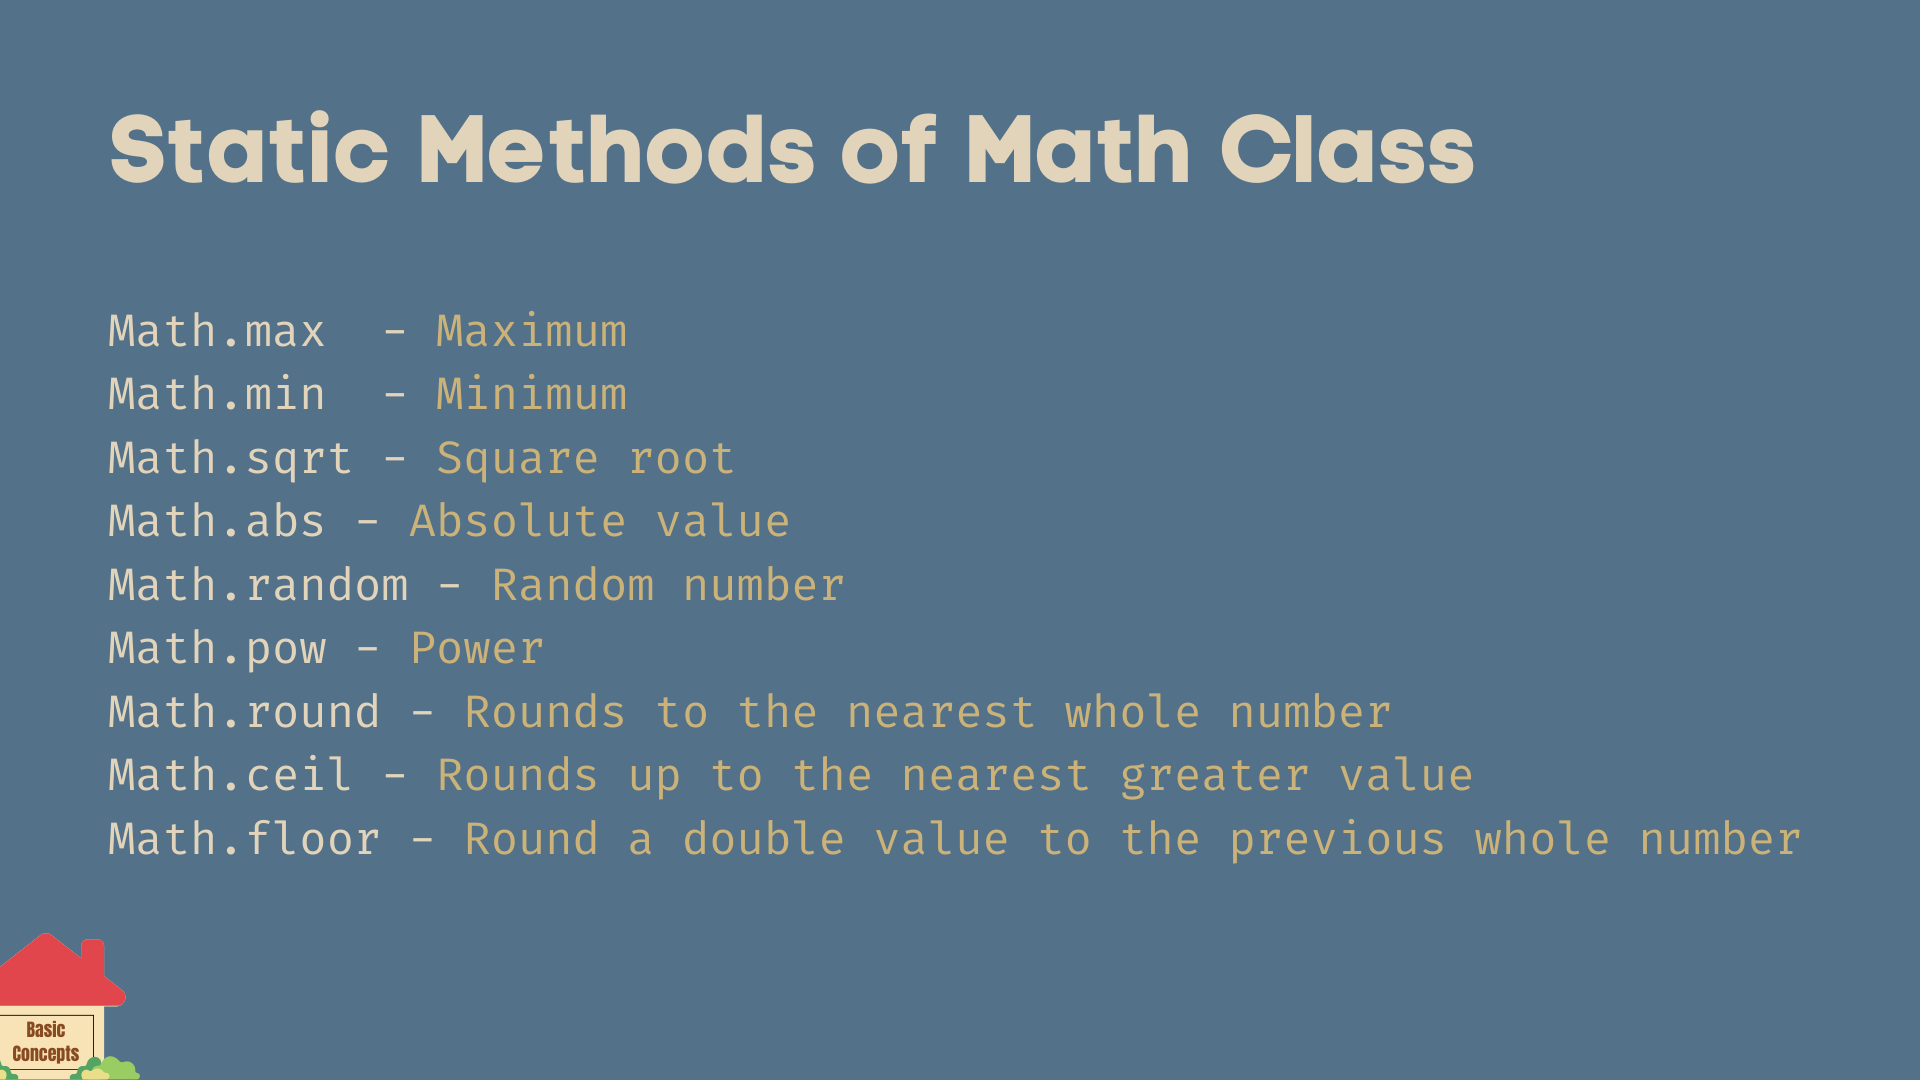 Static Methods of Math Class
Math.max  - Maximum
Math.min  - Minimum
Math.sqrt - Square root
Math.abs - Absolute value
Math.random - Random number
Math.pow - Power
Math.round - Rounds to the nearest whole number
Math.ceil - Rounds up to the nearest greater value
Math.floor - Round a double value to the previous whole number
Basic
Concepts